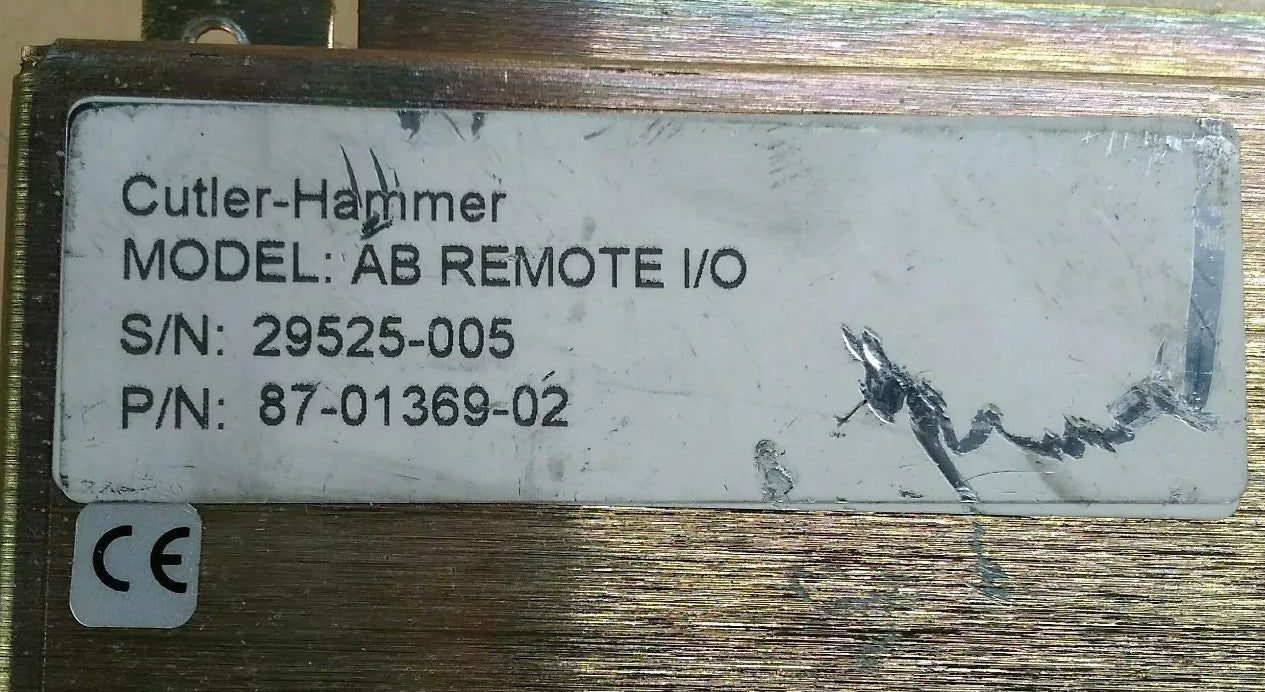 Cutler-Hammer
MODEL: AB REMOTE I/O
S/N: 29525-005
P/N: 87-01369-02
CE